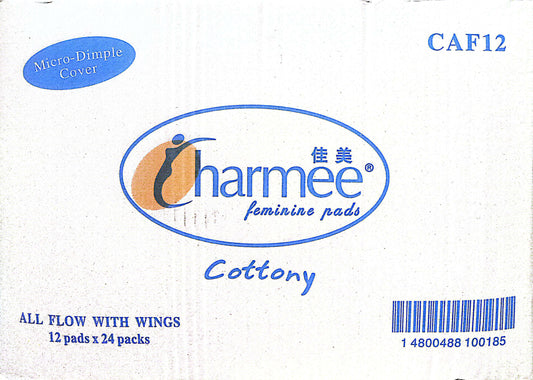 Micro-Dimple
Cover
CAF12
佳美
Charmee®
feminine pads
Cottony
ALL FLOW WITH WINGS
12 pads x 24 packs
1 4800488 100185